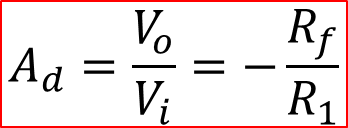 A_d = V_o / V_i = - R_f / R_1